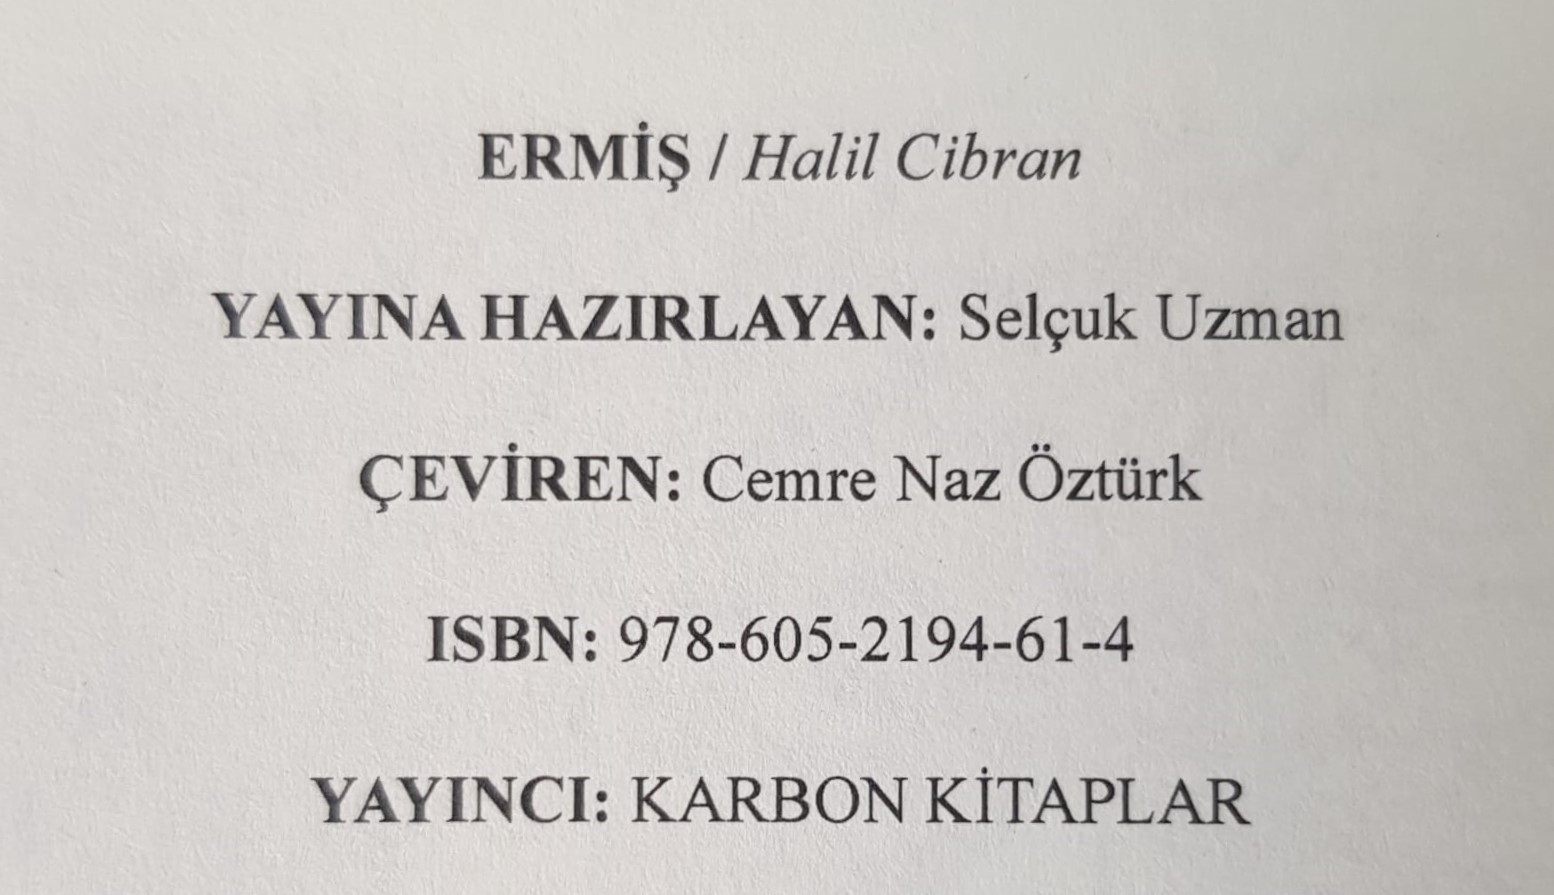 ERMİŞ / Halil Cibran
YAYINA HAZIRLAYAN: Selçuk Uzman
ÇEVİREN: Cemre Naz Öztürk
ISBN: 978-605-2194-61-4
YAYINCI: KARBON KİTAPLAR